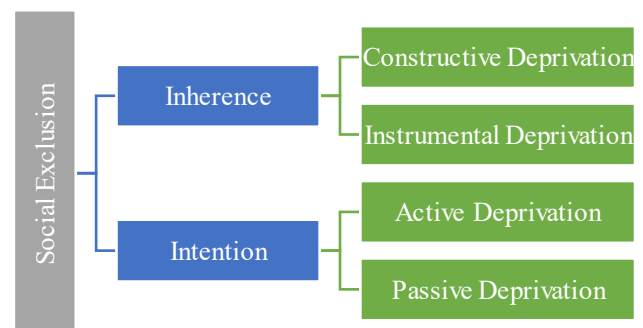 Social Exclusion
Inherence
Constructive Deprivation
Instrumental Deprivation
Intention
Active Deprivation
Passive Deprivation